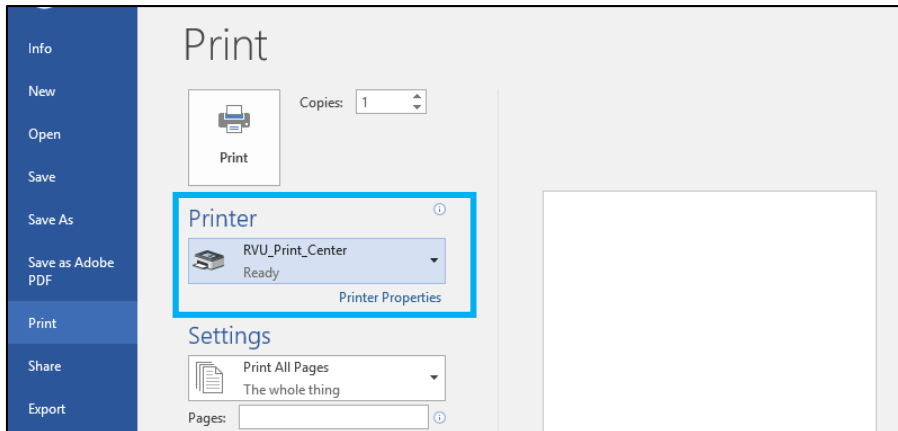 Info
New
Open
Save
Save As
Save as Adobe
PDF
Print
Share
Export
Print
Copies: 1
Print
Printer
RVU_Print_Center
Ready
Printer Properties
Settings
Print All Pages
The whole thing
Pages: